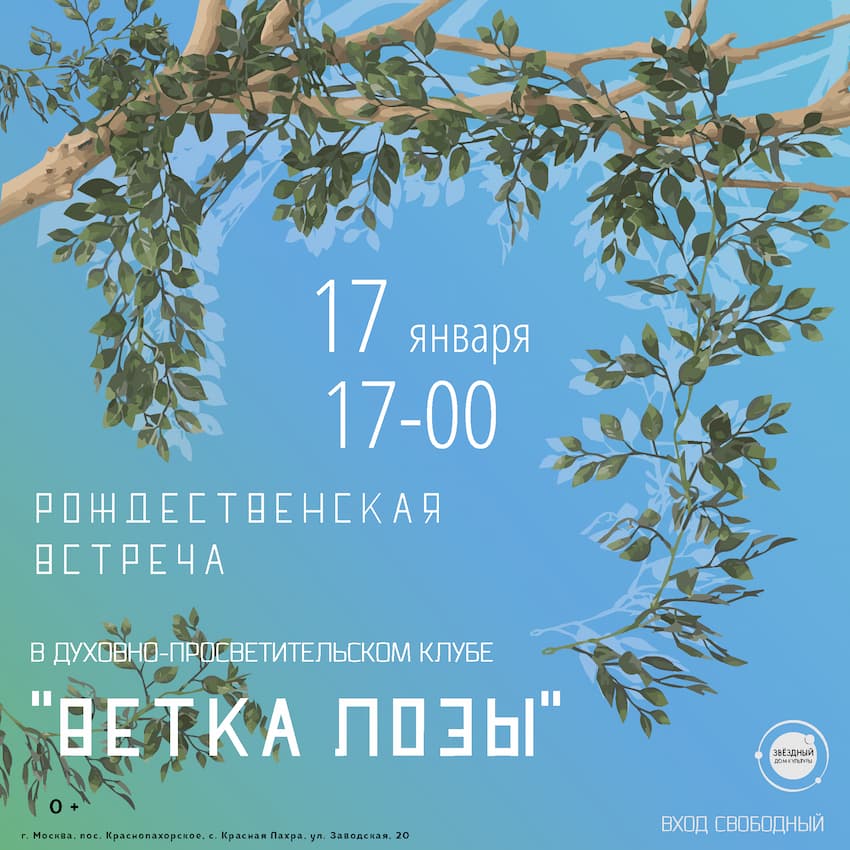 17 января
17-00
РОЖДЕСТВЕНСКАЯ
ВСТРЕЧА
В ДУХОВНО-ПРОСВЕТИТЕЛЬСКОМ КЛУБЕ
"ВЕТКА ЛОЗЫ"
ЗВЁЗДНЫЙ
ДОМ КУЛЬТУРЫ
0 +
ВХОД СВОБОДНЫЙ
г. Москва, пос. Краснопахорское, с. Красная Пахра, ул. Заводская, 20